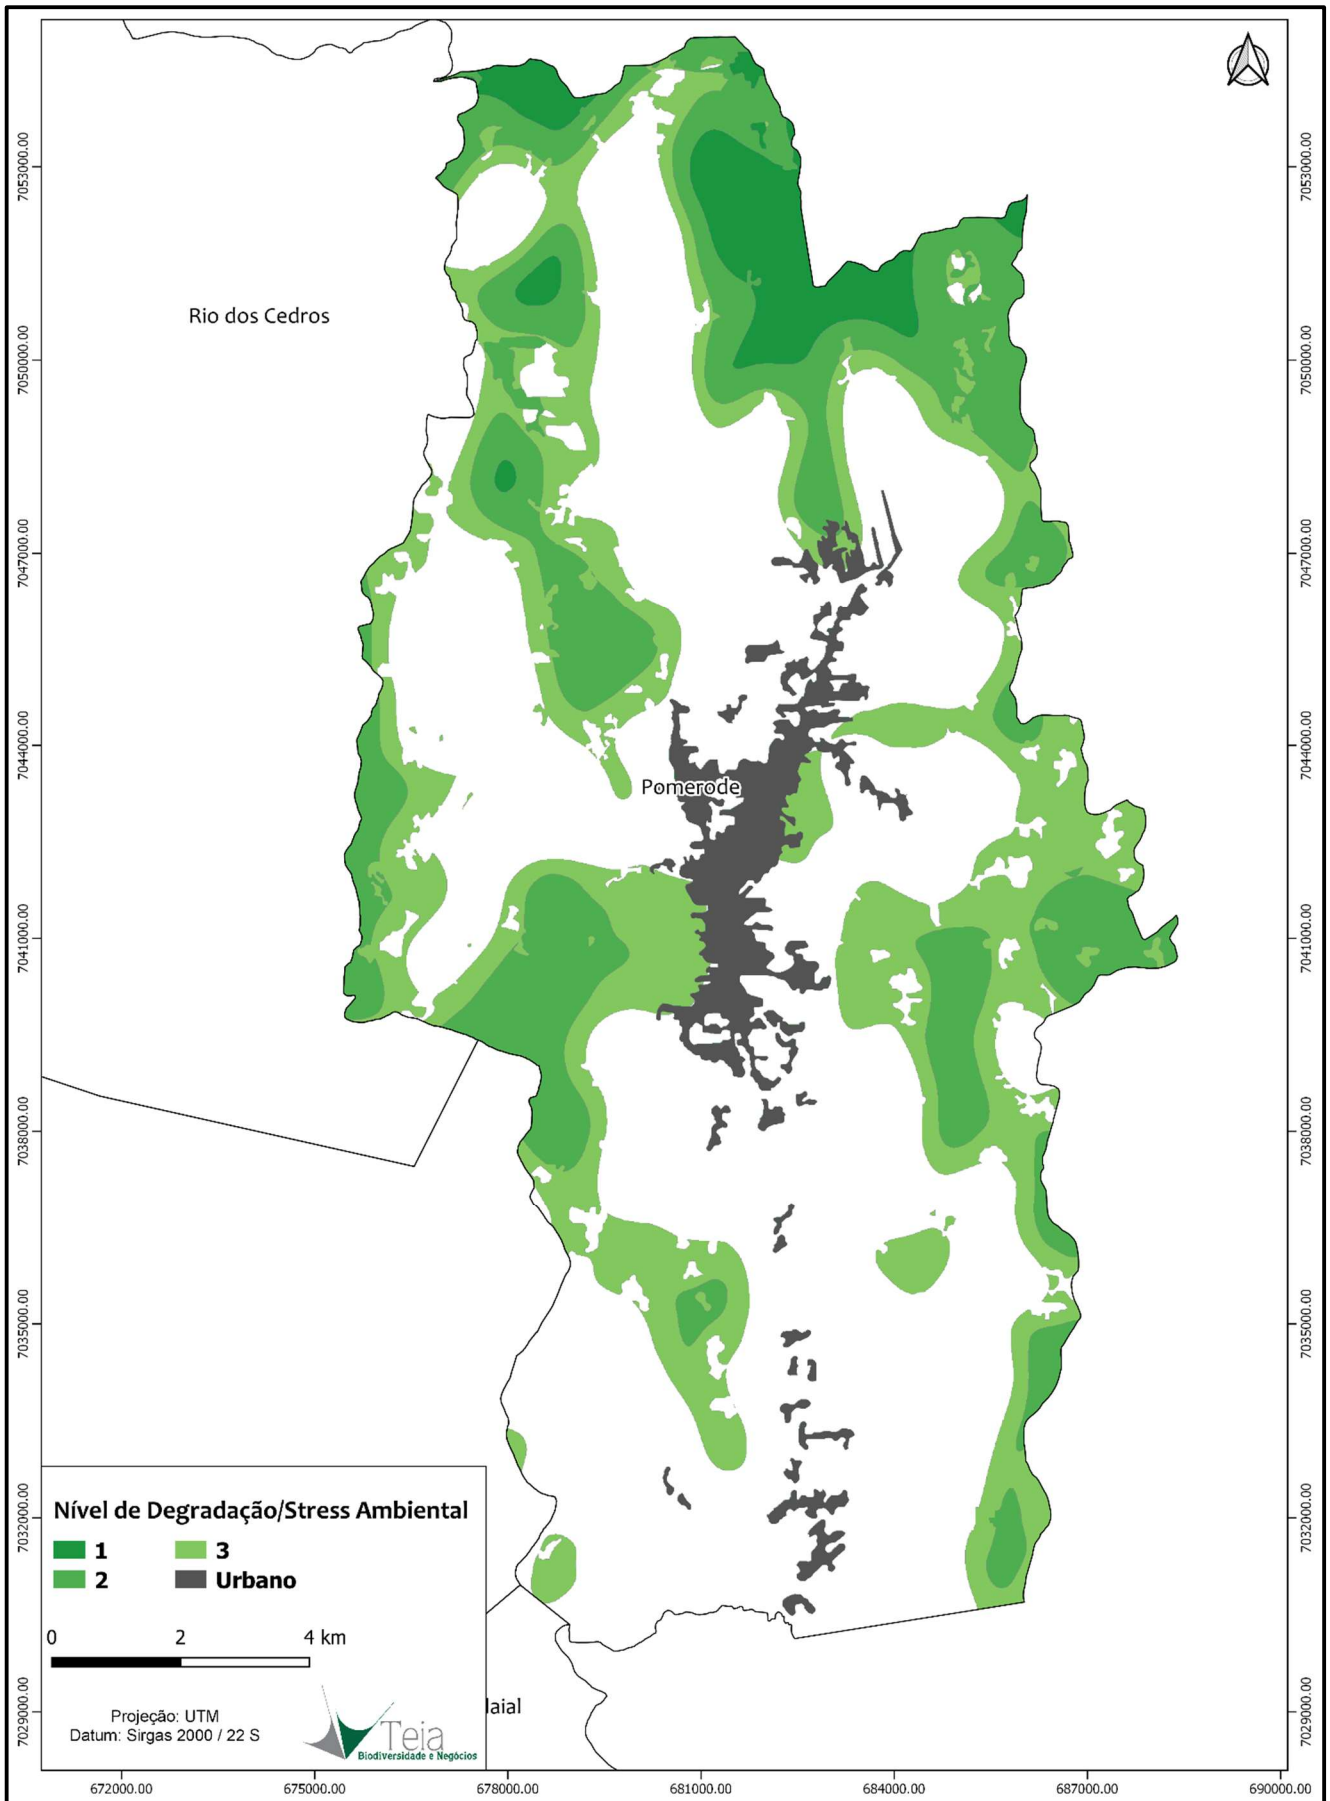 Rio dos Cedros
Pomerode
Nível de Degradação/Stress Ambiental
1 3
2 Urbano
0 2 4 km
Projeção: UTM
Datum: Sirgas 2000 / 22 S
Teia
Biodiversidade e Negócios
laial
7053000.00
7050000.00
7047000.00
7044000.00
7041000.00
7038000.00
7035000.00
7032000.00
7029000.00
7053000.00
7050000.00
7047000.00
7044000.00
7041000.00
7038000.00
7035000.00
7032000.00
7029000.00
672000.00 675000.00 678000.00 681000.00 684000.00 687000.00 690000.00